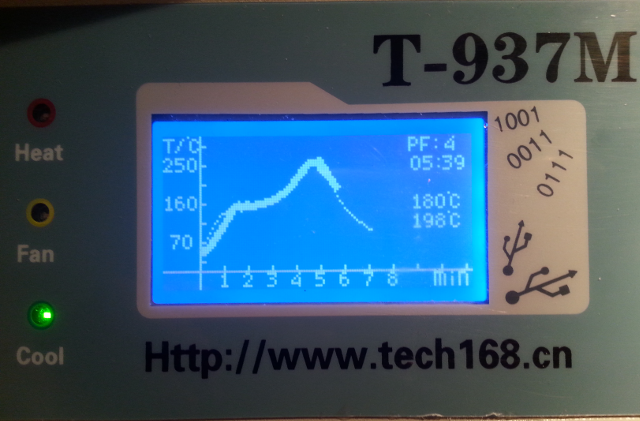 T-937M
1001
0011
0111
Heat
Fan
Cool
T/℃
250
160
70
PF:4
05:39
180℃
198℃
1 2 3 4 5 6 7 8 min
Http://www.tech168.cn